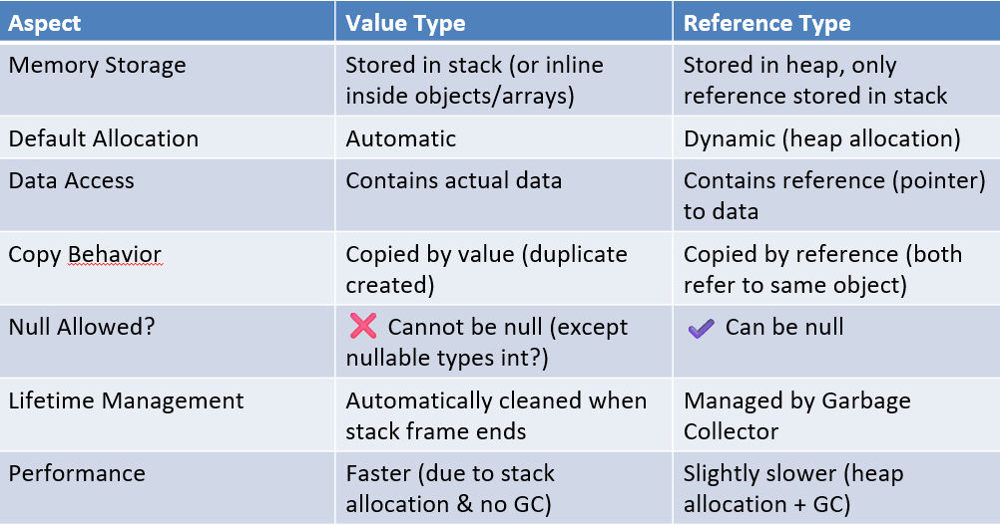 Aspect
Value Type
Reference Type
Memory Storage
Stored in stack (or inline
inside objects/arrays)
Stored in heap, only
reference stored in stack
Default Allocation
Automatic
Dynamic (heap allocation)
Data Access
Contains actual data
Contains reference (pointer)
to data
Copy Behavior
Copied by value (duplicate
created)
Copied by reference (both
refer to same object)
Null Allowed?
❌ Cannot be null (except
nullable types int?)
✔ Can be null
Lifetime Management
Automatically cleaned when
stack frame ends
Managed by Garbage
Collector
Performance
Faster (due to stack
allocation & no GC)
Slightly slower (heap
allocation + GC)